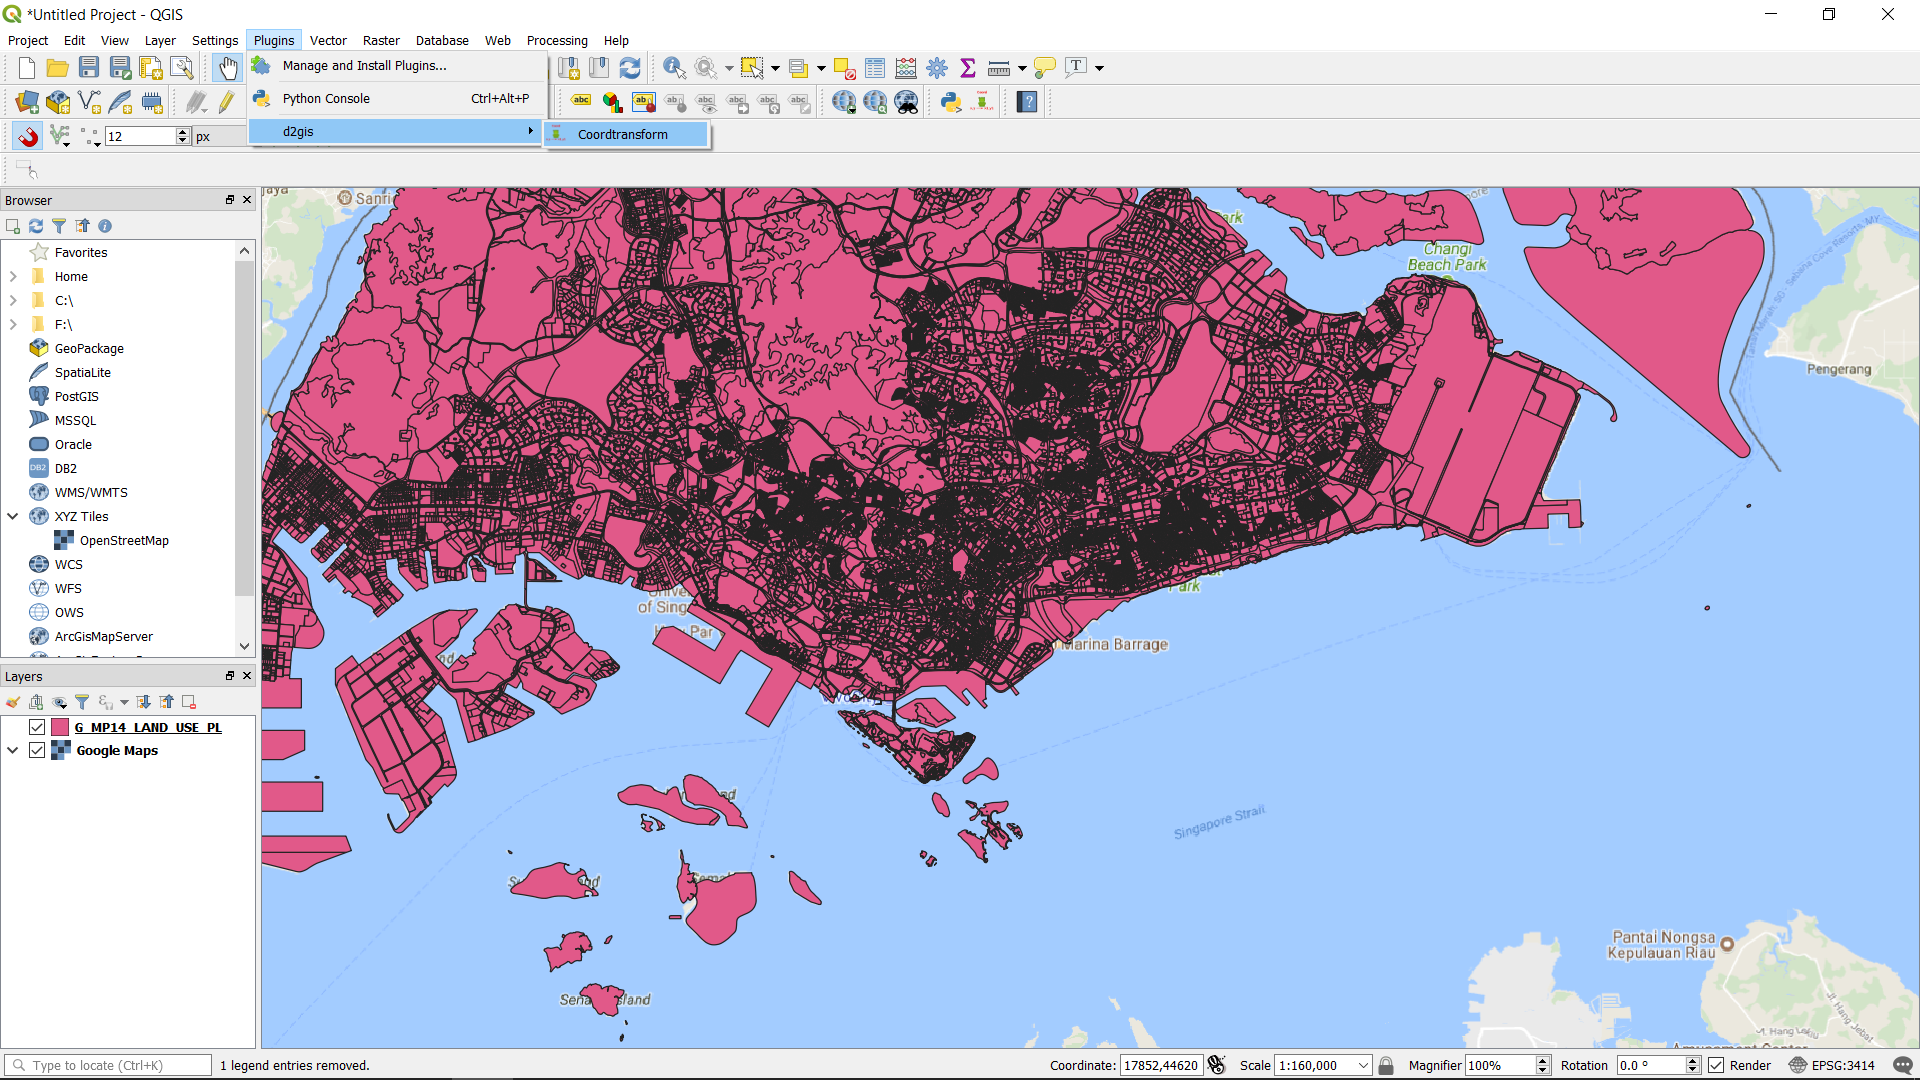 *Untitled Project - QGIS
Project Edit View Layer Settings Plugins Vector Raster Database Web Processing Help
Manage and Install Plugins...
Python Console Ctrl+Alt+P
d2gis
Coordtransform
12 px
Browser
Favorites
Home
C:\
F:\
GeoPackage
SpatiaLite
PostGIS
MSSQL
Oracle
DB2
WMS/WMTS
XYZ Tiles
OpenStreetMap
WCS
WFS
OWS
ArcGisMapServer
Layers
G_MP14_LAND_USE_PL
Google Maps
Changi
Beach Park
Pengerang
of Sing
Park
Marina Barrage
Singapore Strait
Pantai Nongsa
Kepulauan Riau
Type to locate (Ctrl+K) 1 legend entries removed. Coordinate: 17852,44620 Scale 1:160,000 Magnifier 100% Rotation 0.0 ° Render EPSG:3414